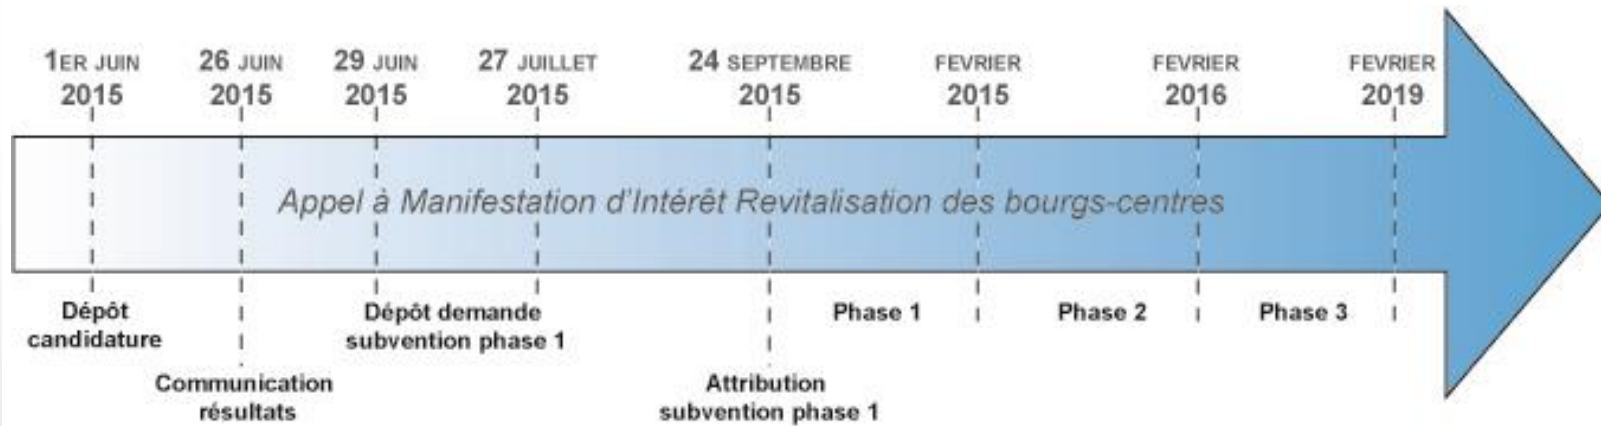 1ER JUIN
2015
26 JUIN
2015
29 JUIN
2015
27 JUILLET
2015
24 SEPTEMBRE
2015
FEVRIER
2015
FEVRIER
2016
FEVRIER
2019
Appel à Manifestation d'Intérêt Revitalisation des bourgs-centres
Dépôt
candidature
Communication
résultats
Dépôt demande
subvention phase 1
Attribution
subvention phase 1
Phase 1
Phase 2
Phase 3